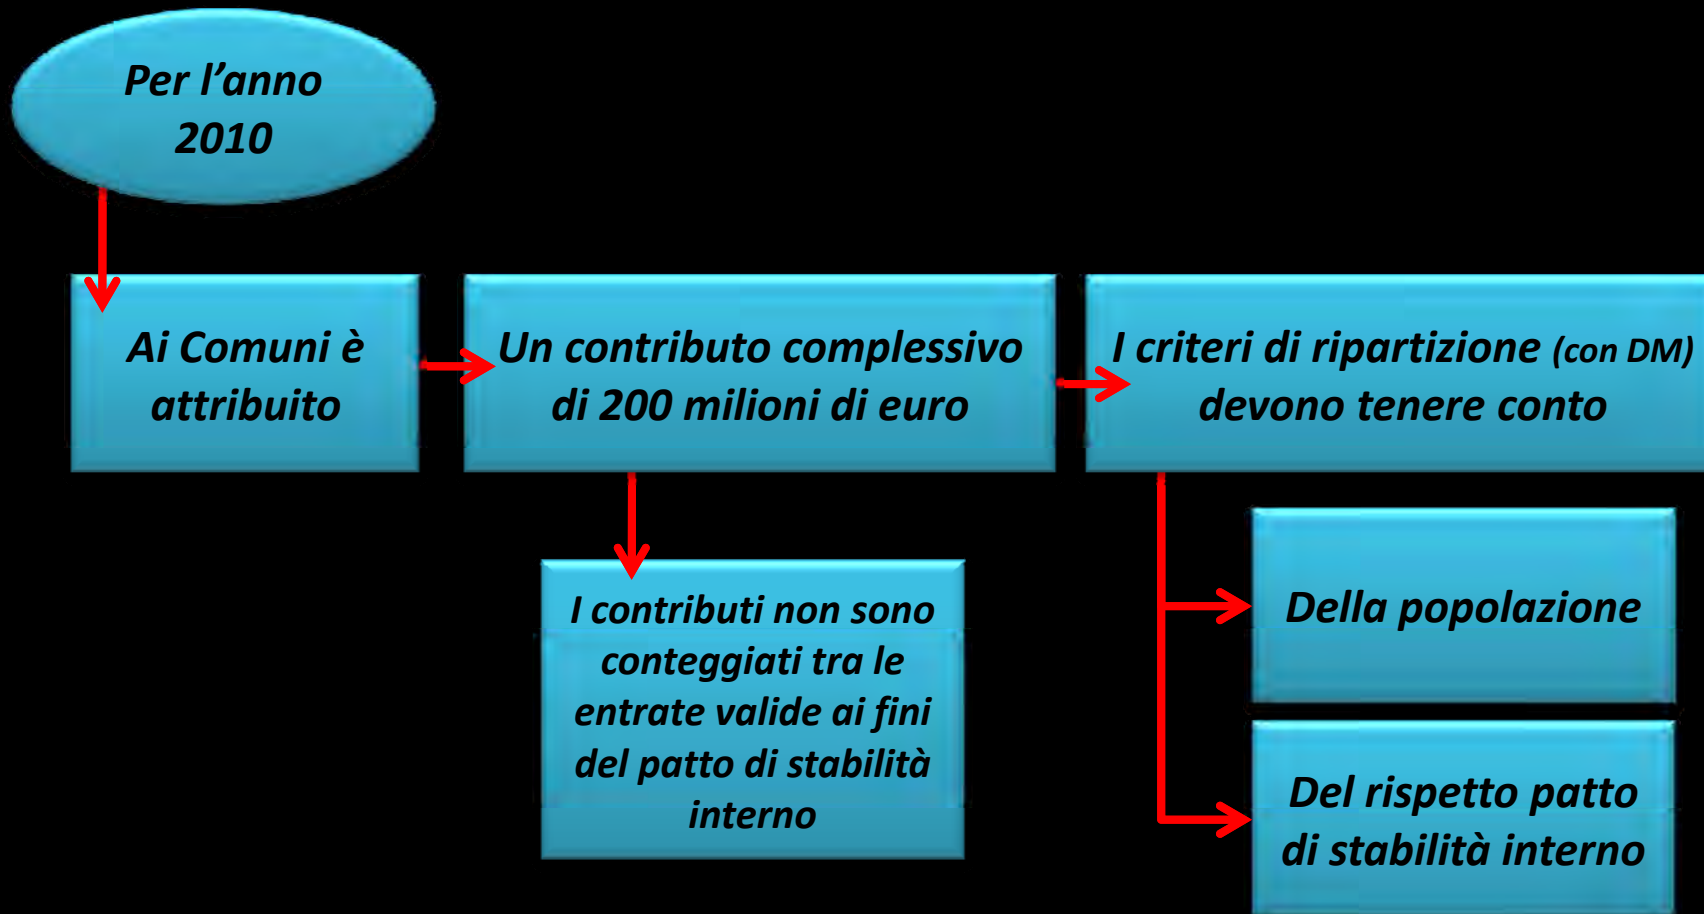 Per l’anno
2010
Ai Comuni è
attribuito
Un contributo complessivo
di 200 milioni di euro
I criteri di ripartizione (con DM)
devono tenere conto
I contributi non sono
conteggiati tra le
entrate valide ai fini
del patto di stabilità
interno
Della popolazione
Del rispetto patto
di stabilità interno